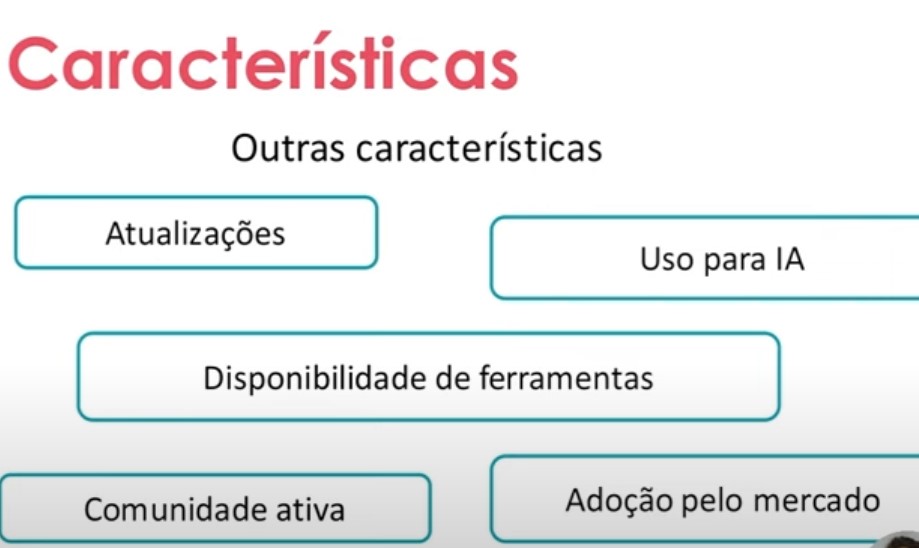 Características
Outras características
Atualizações
Uso para IA
Disponibilidade de ferramentas
Comunidade ativa
Adoção pelo mercado